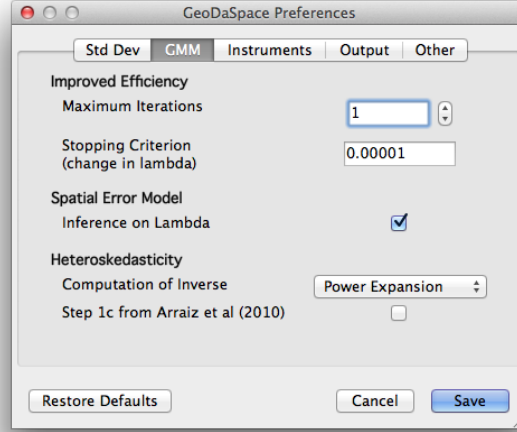 GeoDaSpace Preferences
Std Dev GMM Instruments Output Other
Improved Efficiency
Maximum Iterations 1
Stopping Criterion
(change in lambda) 0.00001
Spatial Error Model
Inference on Lambda
Heteroskedasticity
Computation of Inverse Power Expansion
Step 1c from Arraiz et al (2010)
Restore Defaults Cancel Save